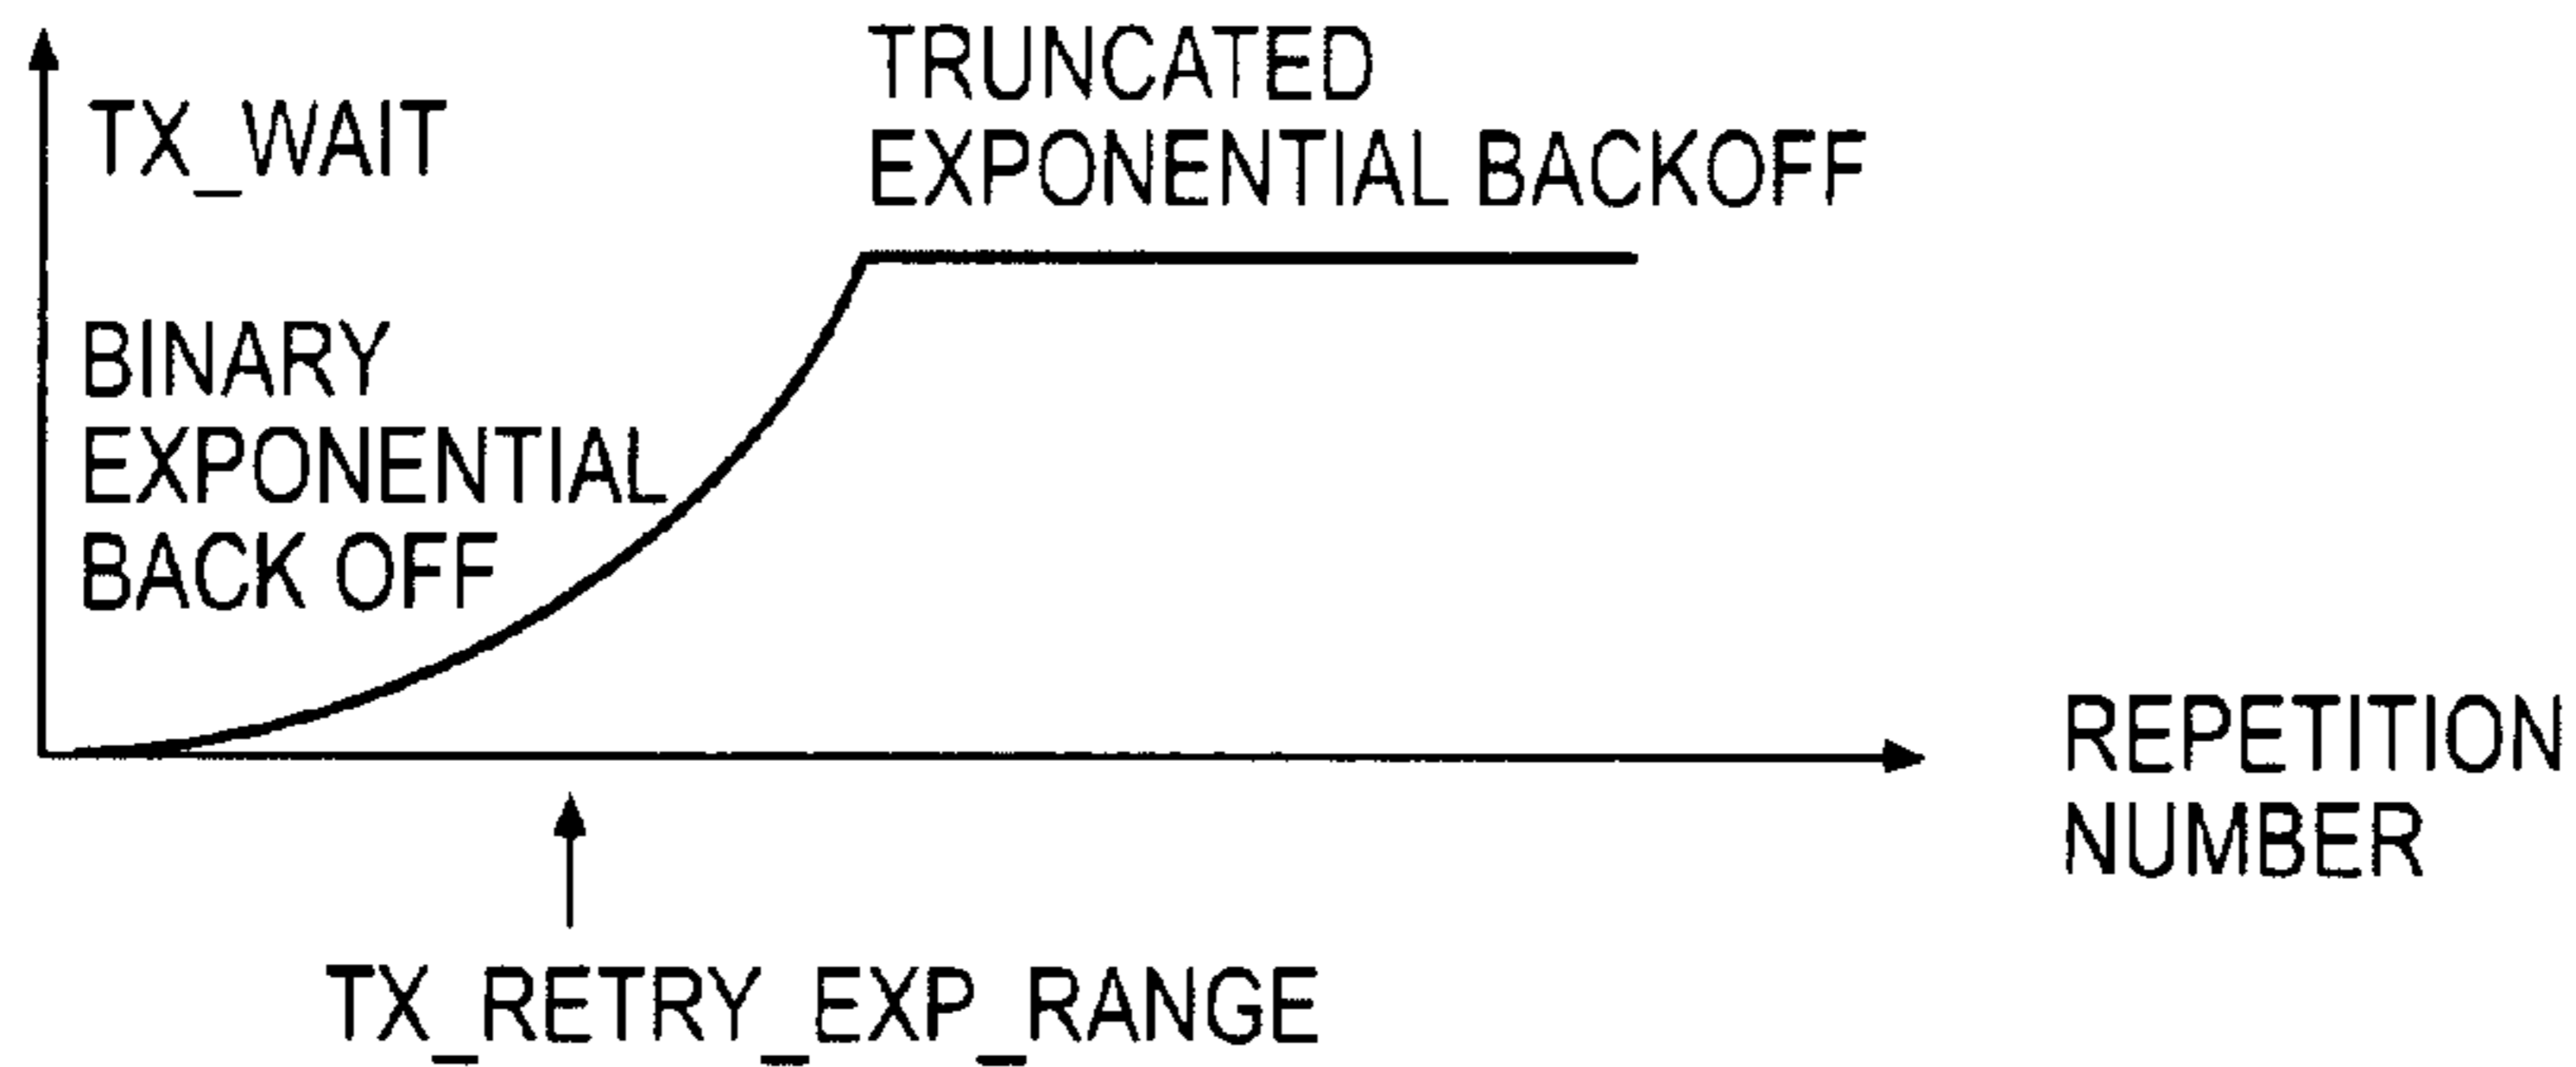 TX_WAIT
TRUNCATED
EXPONENTIAL BACKOFF
BINARY
EXPONENTIAL
BACK OFF
REPETITION
NUMBER
TX_RETRY_EXP_RANGE